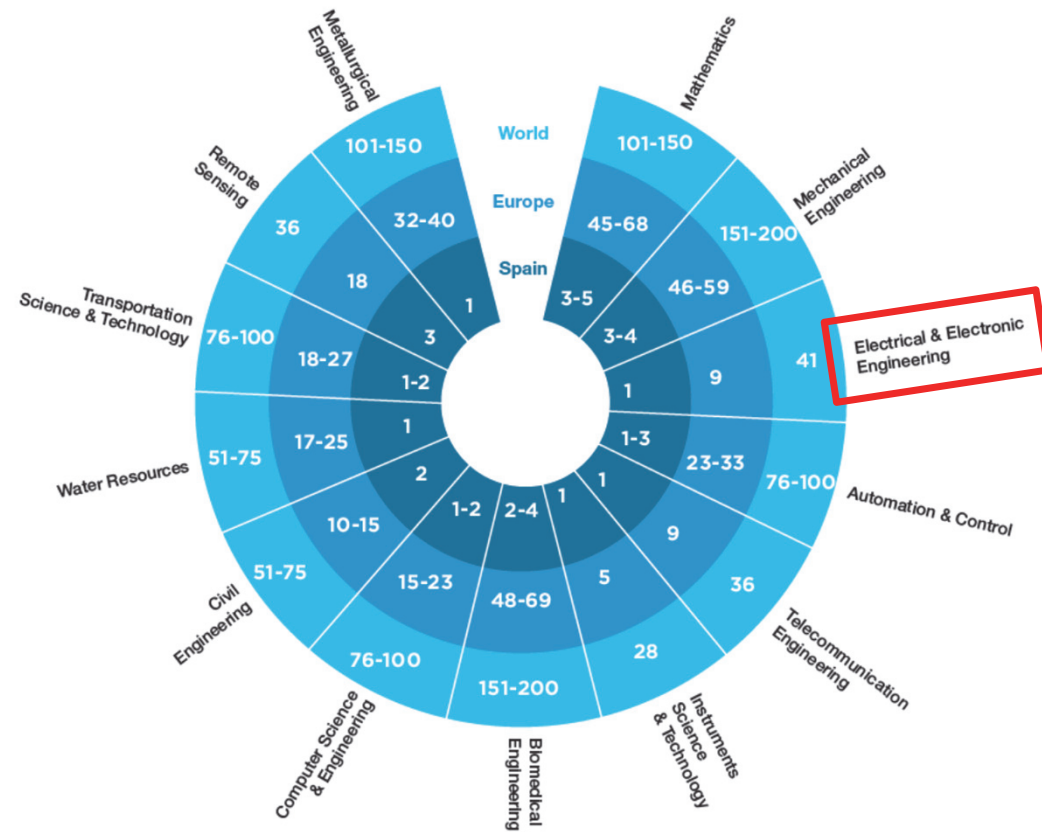 World
Europe
Spain
Mathematics
101-150
45-68
3-5
Mechanical
Engineering
151-200
46-59
3-4
Electrical & Electronic
Engineering
41
9
1
Automation & Control
76-100
23-33
1-3
Telecommunication
Engineering
36
9
1
Instruments
Science
& Technology
28
5
1
Biomedical
Engineering
151-200
48-69
2-4
Computer Science
& Engineering
76-100
15-23
1-2
Civil
Engineering
51-75
10-15
2
Water Resources
51-75
17-25
1
Transportation
Science & Technology
76-100
18-27
1-2
Remote
Sensing
36
18
3
Metallurgical
Engineering
101-150
32-40
1